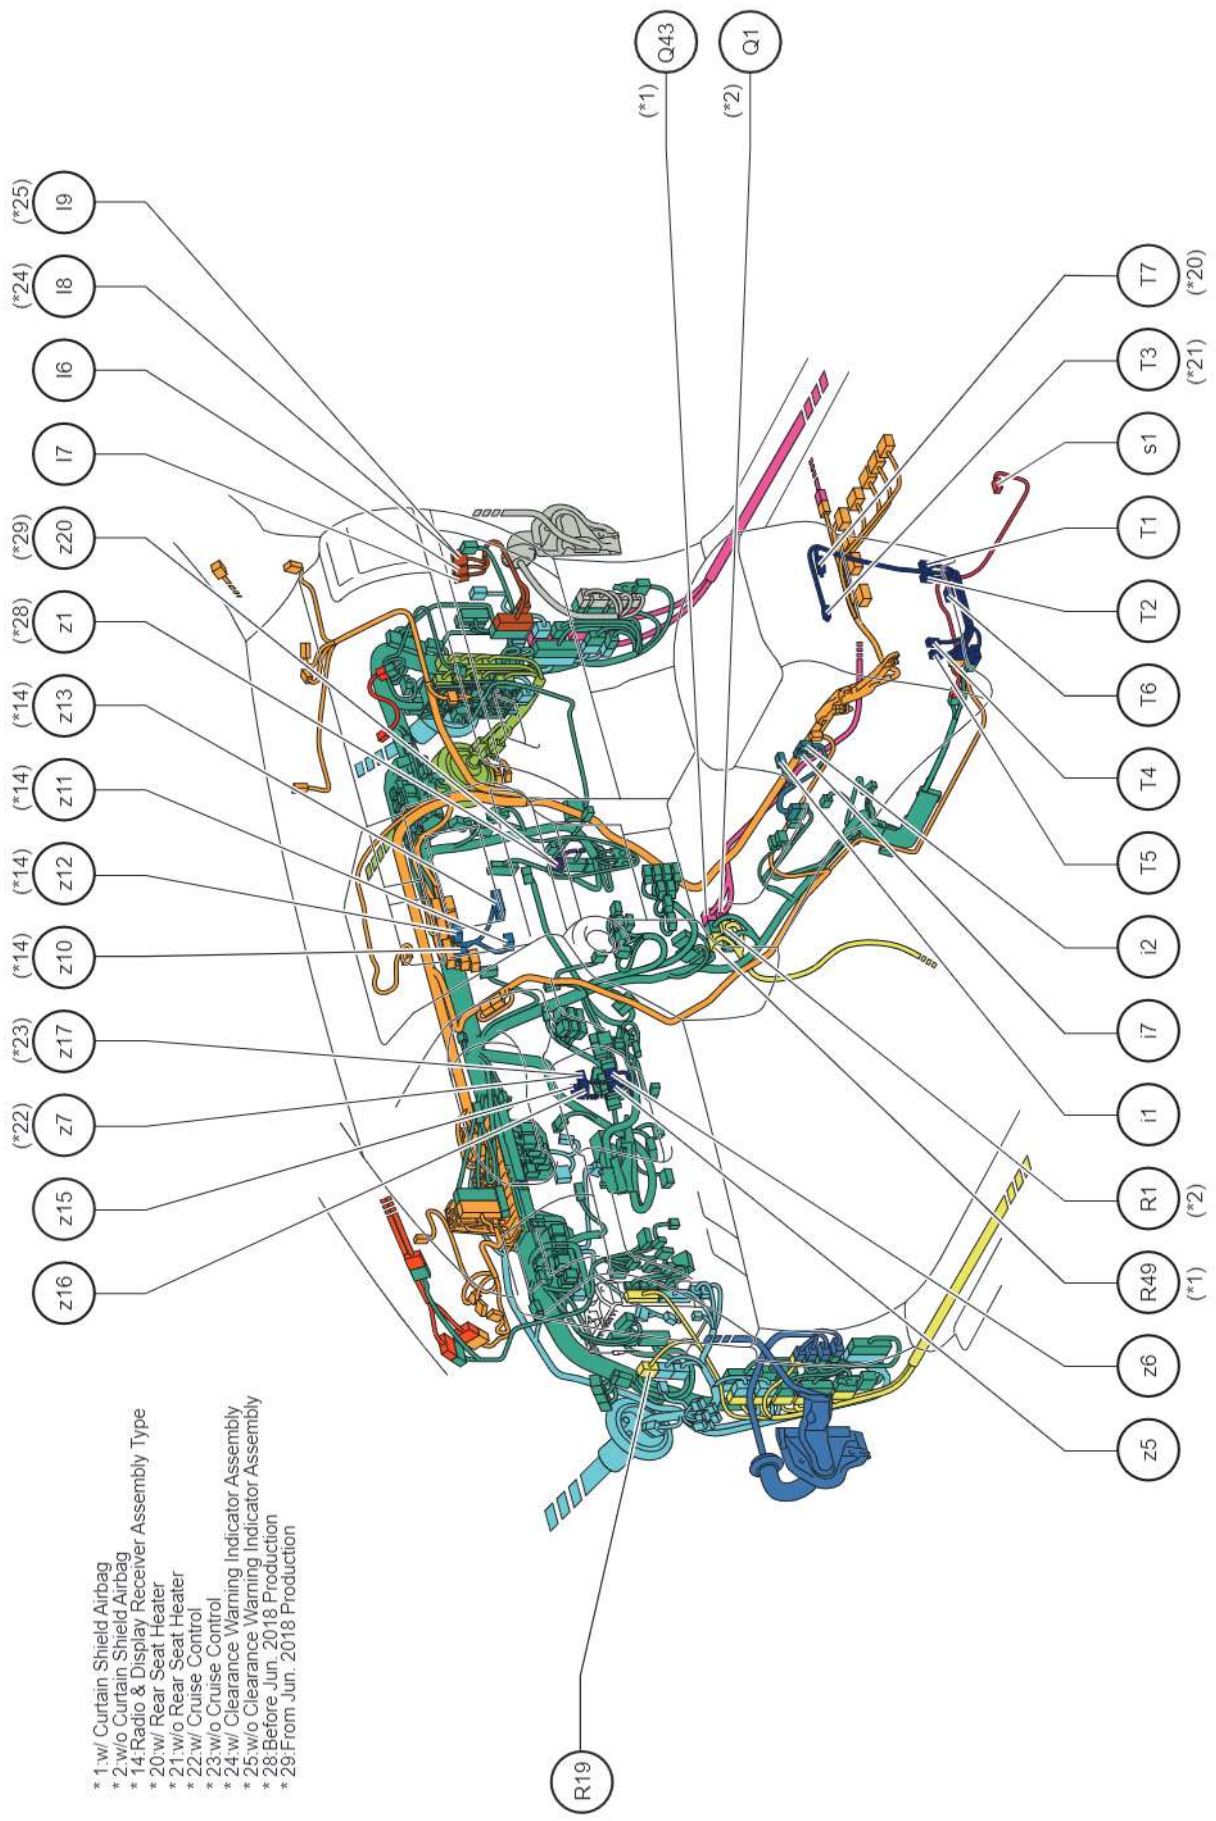 * 1:w/ Curtain Shield Airbag
* 2:w/o Curtain Shield Airbag
* 14:Radio & Display Receiver Assembly Type
* 20:w/ Rear Seat Heater
* 21:w/o Rear Seat Heater
* 22:w/ Cruise Control
* 23:w/o Cruise Control
* 24:w/ Clearance Warning Indicator Assembly
* 25:w/o Clearance Warning Indicator Assembly
* 28:Before Jun. 2018 Production
* 29:From Jun. 2018 Production
z16
z15
(*22)
z7
(*23)
z17
(*14)
z10
(*14)
z12
(*14)
z11
(*14)
z13
(*28)
z1
(*29)
z20
I7
I6
(*24)
I8
(*25)
I9
R19
(*1)
Q43
(*2)
Q1
z5
z6
R49
(*1)
R1
(*2)
i1
i7
i2
T5
T4
T6
T2
T1
s1
T3
(*21)
T7
(*20)